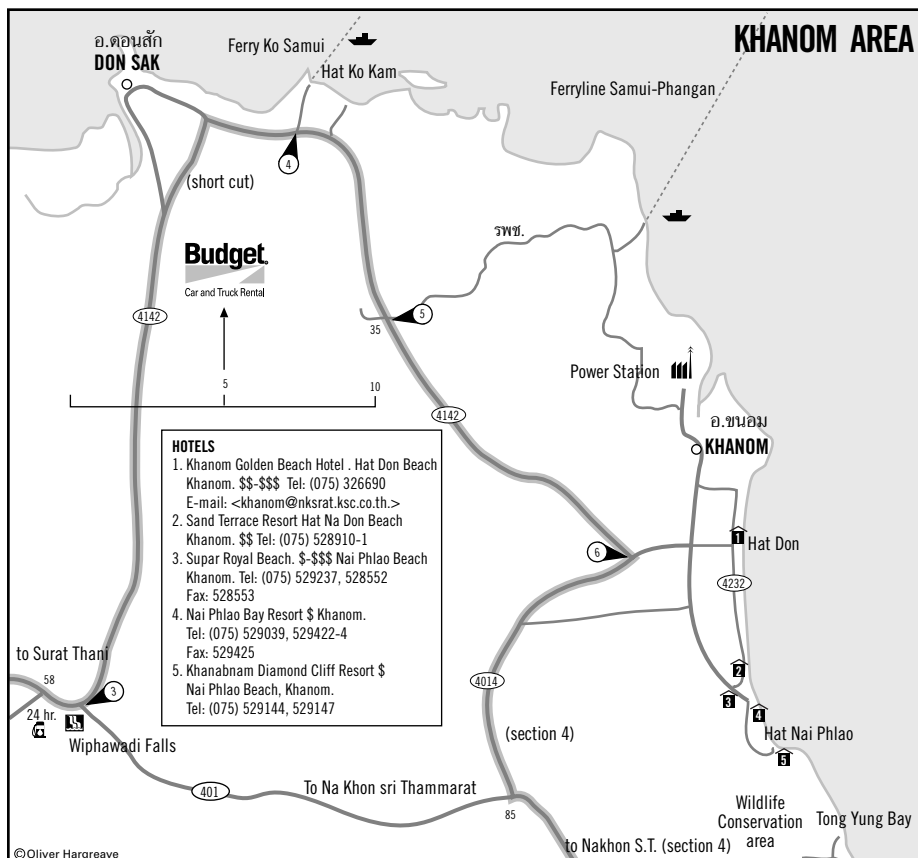 KHANOM AREA
อ.ดอนสัก
DON SAK
Ferry Ko Samui
Hat Ko Kam
Ferryline Samui-Phangan
4
(short cut)
รพช.
Budget®
Car and Truck Rental
4142
35
5
5
10
Power Station
4142
อ.ขนอม
KHANOM
HOTELS
1. Khanom Golden Beach Hotel . Hat Don Beach
Khanom. $$-$$$ Tel: (075) 326690
E-mail: <khanom@nksrat.ksc.co.th.>
2. Sand Terrace Resort Hat Na Don Beach
Khanom. $$ Tel: (075) 528910-1
3. Supar Royal Beach. $-$$$ Nai Phlao Beach
Khanom. Tel: (075) 529237, 528552
Fax: 528553
4. Nai Phlao Bay Resort $ Khanom.
Tel: (075) 529039, 529422-4
Fax: 529425
5. Khanabnam Diamond Cliff Resort $
Nai Phlao Beach, Khanom.
Tel: (075) 529144, 529147
6
1
Hat Don
4232
to Surat Thani
58
3
4014
2
3
4
24 hr.
Wiphawadi Falls
(section 4)
Hat Nai Phlao
5
401
To Na Khon sri Thammarat
85
Wildlife
Conservation
area
Tong Yung Bay
to Nakhon S.T. (section 4)
©Oliver Hargreave